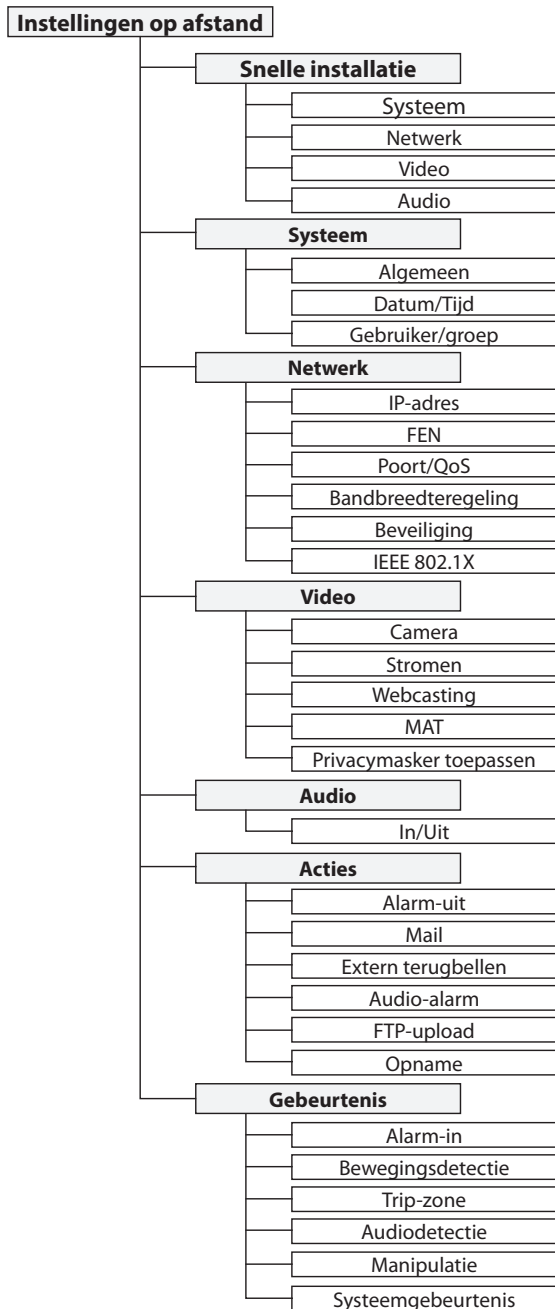 Instellingen op afstand
Snelle installatie
Systeem
Netwerk
Video
Audio
Systeem
Algemeen
Datum/Tijd
Gebruiker/groep
Netwerk
IP-adres
FEN
Poort/QoS
Bandbreedteregeling
Beveiliging
IEEE 802.1X
Video
Camera
Stromen
Webcasting
MAT
Privacymasker toepassen
Audio
In/Uit
Acties
Alarm-uit
Mail
Extern terugbellen
Audio-alarm
FTP-upload
Opname
Gebeurtenis
Alarm-in
Bewegingsdetectie
Trip-zone
Audiodetectie
Manipulatie
Systeemgebeurtenis